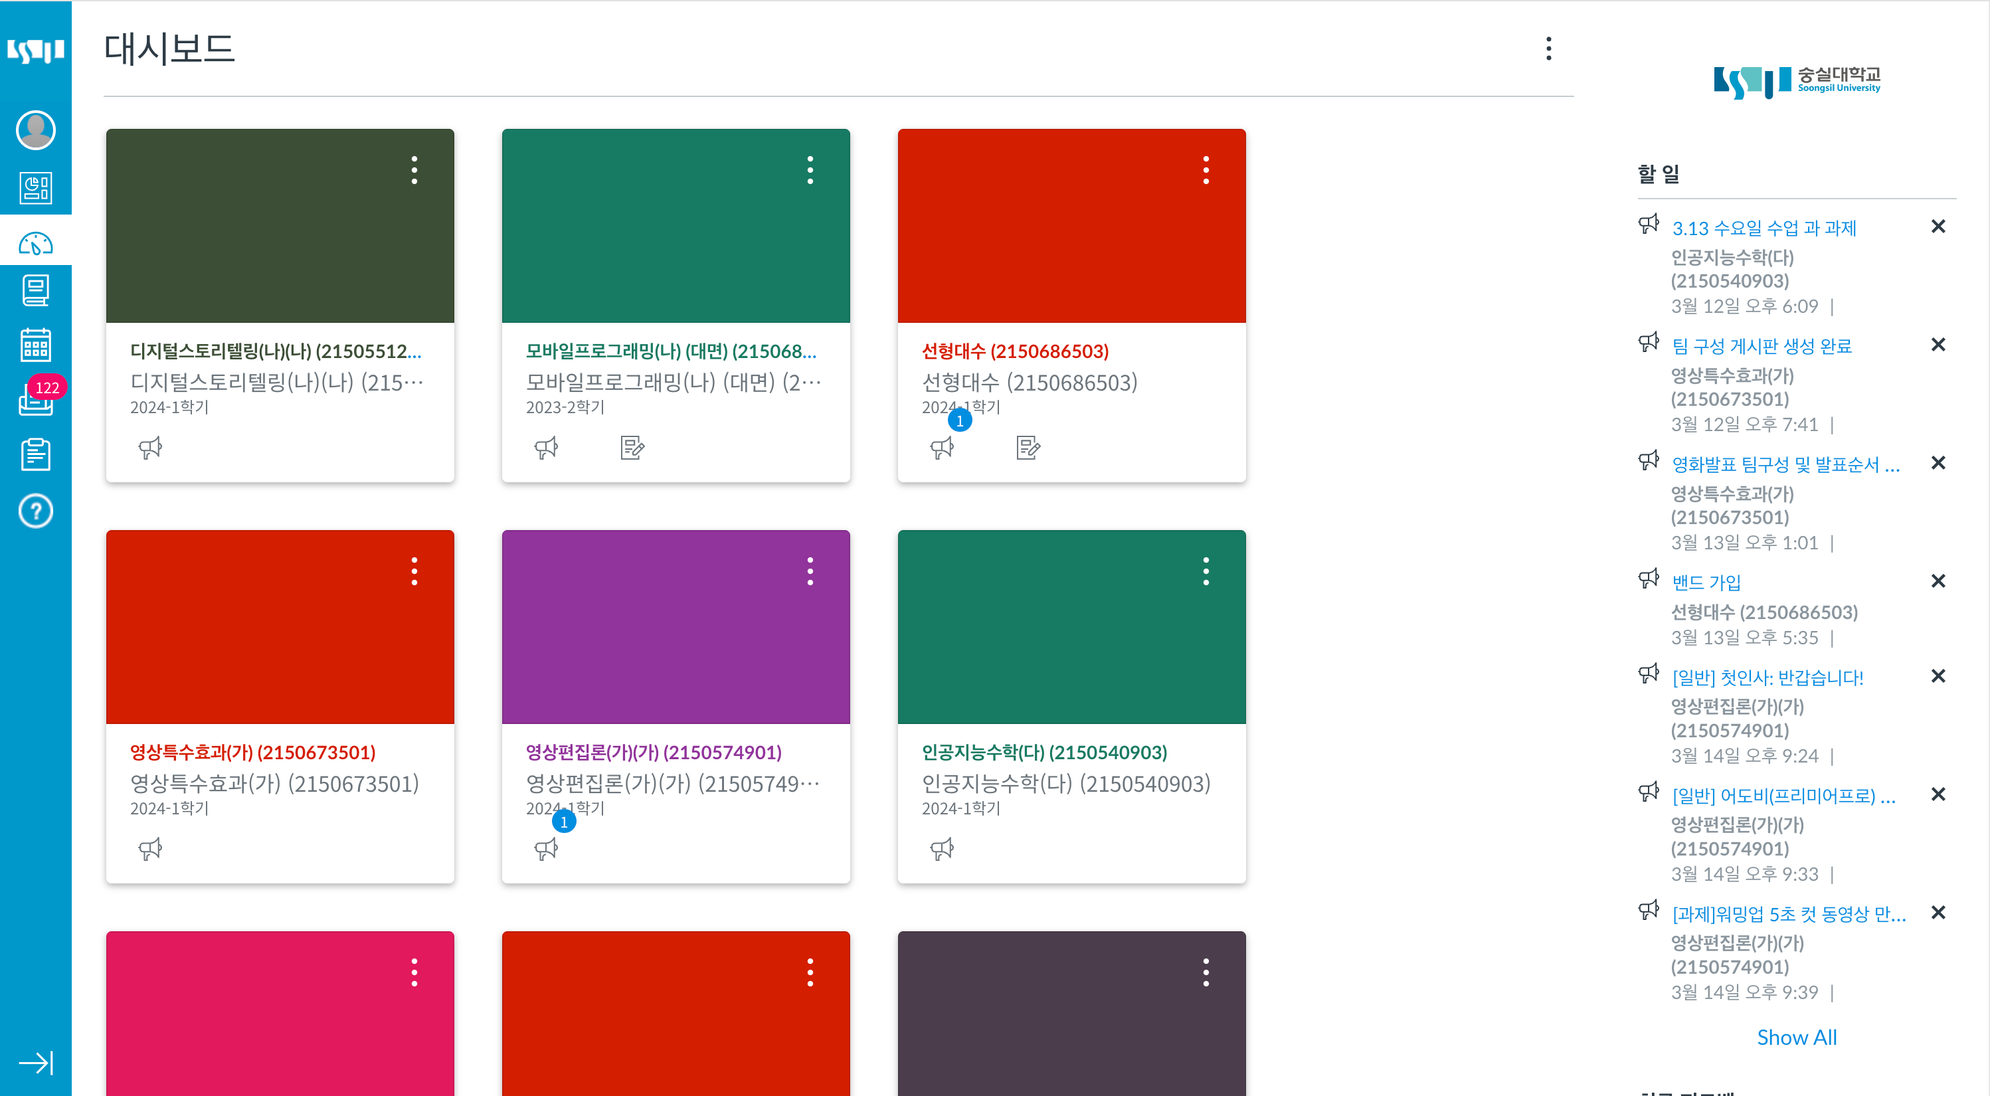 대시보드
숭실대학교
Soongsil University
122
디지털스토리텔링(나)(나) (21505512...
디지털스토리텔링(나)(나) (215...
2024-1학기
모바일프로그래밍(나) (대면) (215068...
모바일프로그래밍(나) (대면) (2...
2023-2학기
선형대수 (2150686503)
선형대수 (2150686503)
2024-1학기
1
영상특수효과(가) (2150673501)
영상특수효과(가) (2150673501)
2024-1학기
영상편집론(가)(가) (2150574901)
영상편집론(가)(가) (21505749...
2024-1학기
1
인공지능수학(다) (2150540903)
인공지능수학(다) (2150540903)
2024-1학기
할 일
3.13 수요일 수업 과 과제
인공지능수학(다)
(2150540903)
3월 12일 오후 6:09 |
팀 구성 게시판 생성 완료
영상특수효과(가)
(2150673501)
3월 12일 오후 7:41 |
영화발표 팀구성 및 발표순서 ...
영상특수효과(가)
(2150673501)
3월 13일 오후 1:01 |
밴드 가입
선형대수 (2150686503)
3월 13일 오후 5:35 |
[일반] 첫인사: 반갑습니다!
영상편집론(가)(가)
(2150574901)
3월 14일 오후 9:24 |
[일반] 어도비(프리미어프로) ...
영상편집론(가)(가)
(2150574901)
3월 14일 오후 9:33 |
[과제]워밍업 5초 컷 동영상 만...
영상편집론(가)(가)
(2150574901)
3월 14일 오후 9:39 |
Show All